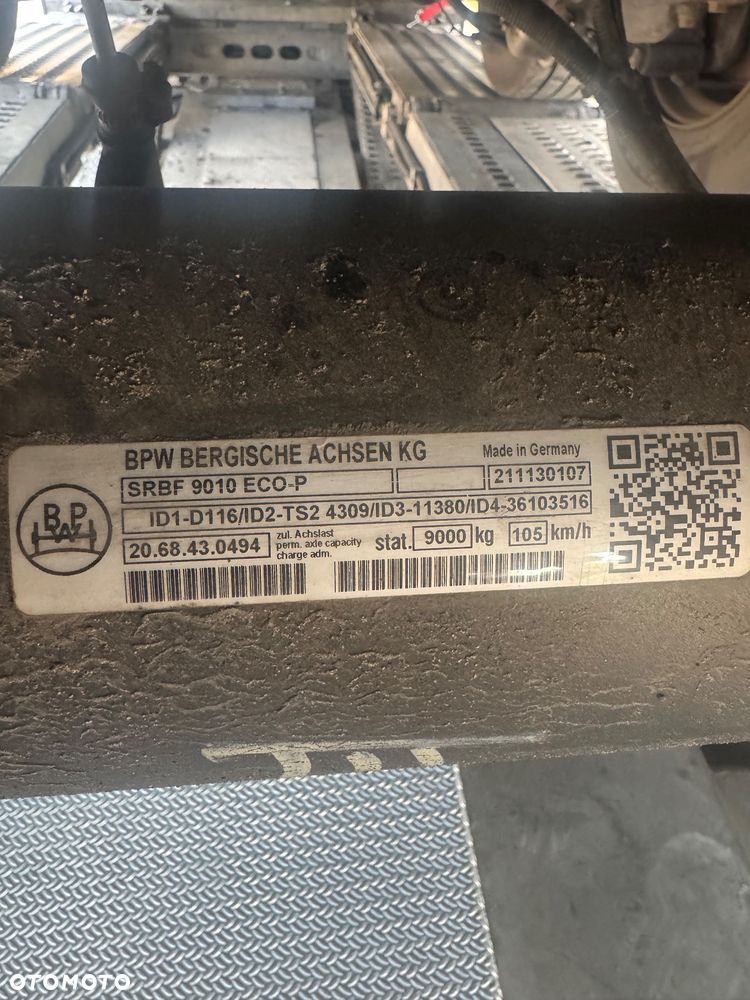 BPW BERGISCHE ACHSEN KG Made in Germany
BPW
SRBF 9010 ECO-P 211130107
ID1-D116/ID2-TS2 4309/ID3-11380/ID4-36103516
20.68.43.0494 zul. Achslast perm. axle capacity charge adm. stat. 9000 kg 105 km/h
OTOMOTO